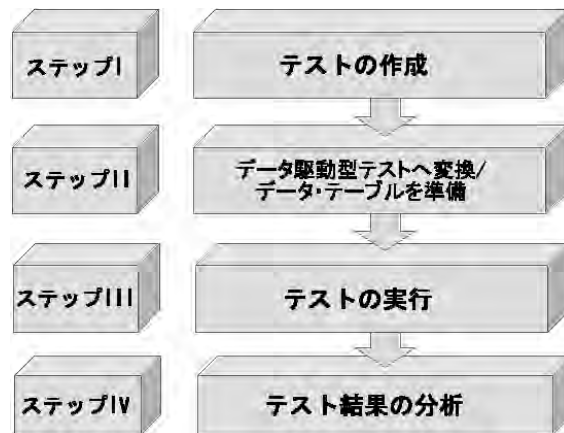 ステップI
テストの作成
ステップII
データ駆動型テストへ変換/
データ・テーブルを準備
ステップIII
テストの実行
ステップIV
テスト結果の分析